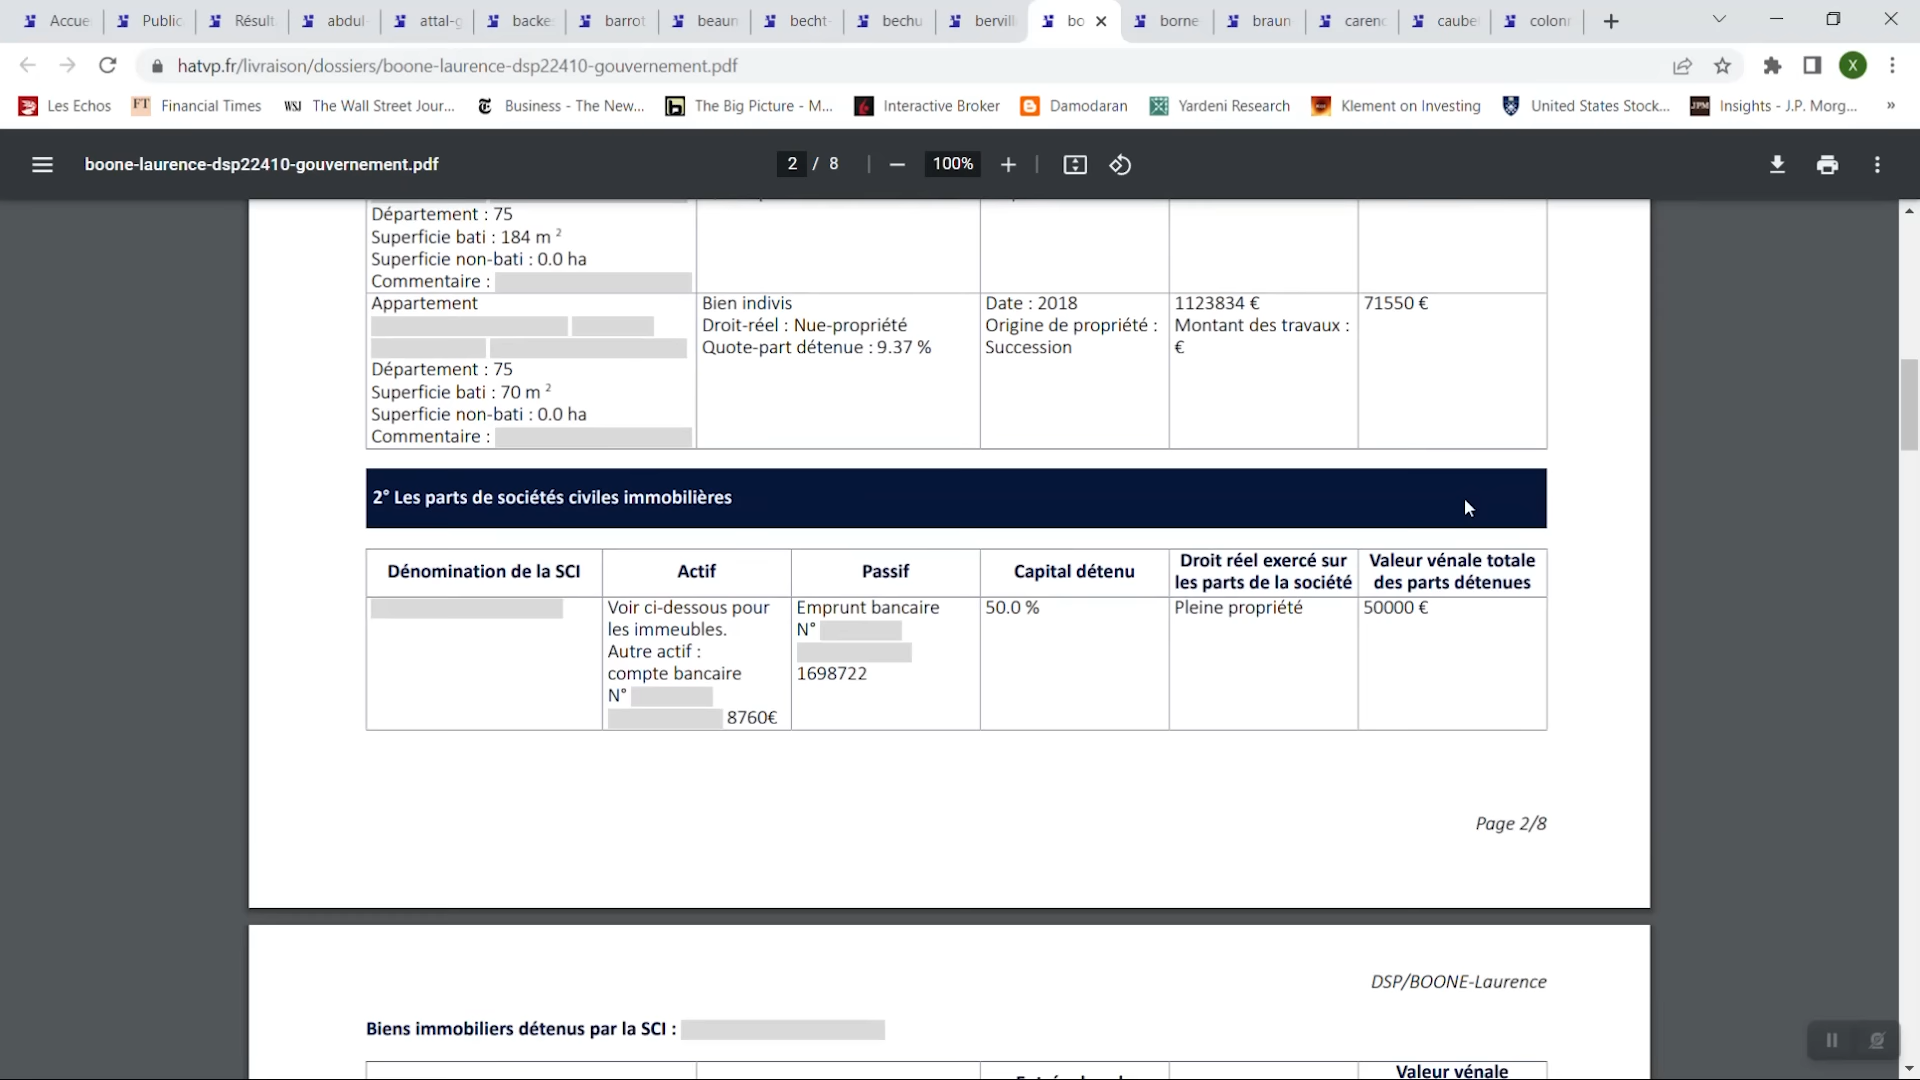 Accue Public Résult abdul- attal-g backe beaun barrot becht- bechu bervill bo borne braun carenc caube colonn
hatvp.fr/livraison/dossiers/boone-laurence-dsp22410-gouvernement.pdf X
Les Echos FT Financial Times WSJ The Wall Street Jour... Business - The New... The Big Picture - M... Interactive Broker Damodaran Yardeni Research Klement on Investing United States Stock... JPM Insights - J.P. Morg... »
boone-laurence-dsp22410-gouvernement.pdf 2 / 8 — 100% +
Département : 75
Superficie bati : 184 m ²
Superficie non-bati : 0.0 ha
Commentaire :
Appartement Bien indivis Date : 2018 1123834 € 71550 €
Droit-réel : Nue-propriété Origine de propriété : Montant des travaux :
Quote-part détenue : 9.37 % Succession €
Département : 75
Superficie bati : 70 m ²
Superficie non-bati : 0.0 ha
Commentaire :
2° Les parts de sociétés civiles immobilières
Dénomination de la SCI Actif Passif Capital détenu Droit réel exercé sur les parts de la société Valeur vénale totale des parts détenues
Voir ci-dessous pour Emprunt bancaire 50.0 % Pleine propriété 50000 €
les immeubles. N°
Autre actif :
compte bancaire 1698722
N°
8760€
Page 2/8
DSP/BOONE-Laurence
Biens immobiliers détenus par la SCI :
Valeur vénale